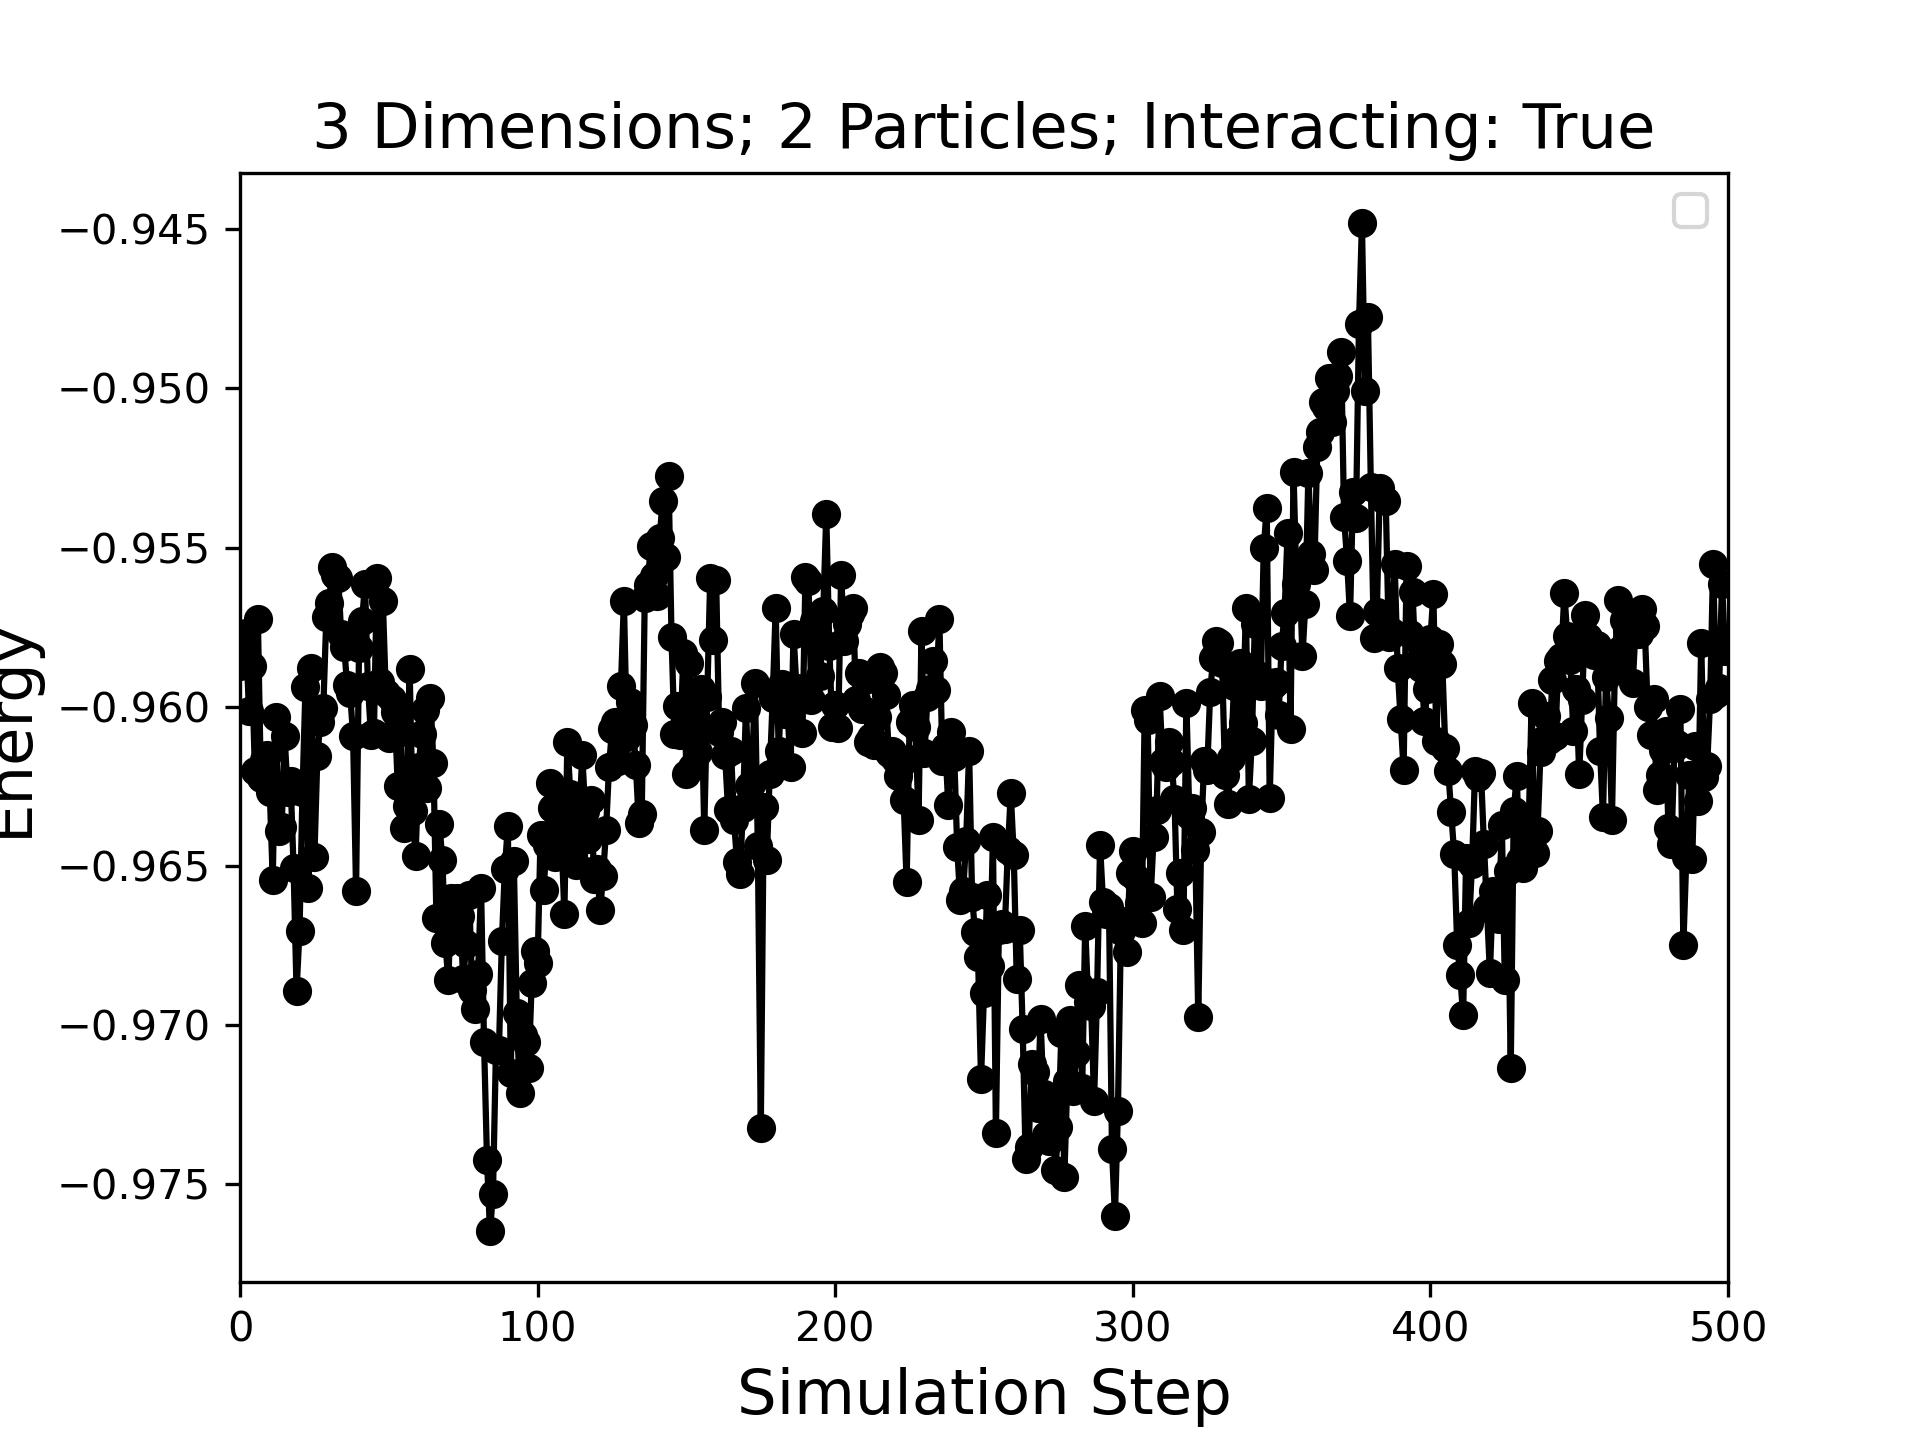 3 Dimensions; 2 Particles; Interacting: True
Energy
−0.945
−0.950
−0.955
−0.960
−0.965
−0.970
−0.975
0 100 200 300 400 500
Simulation Step